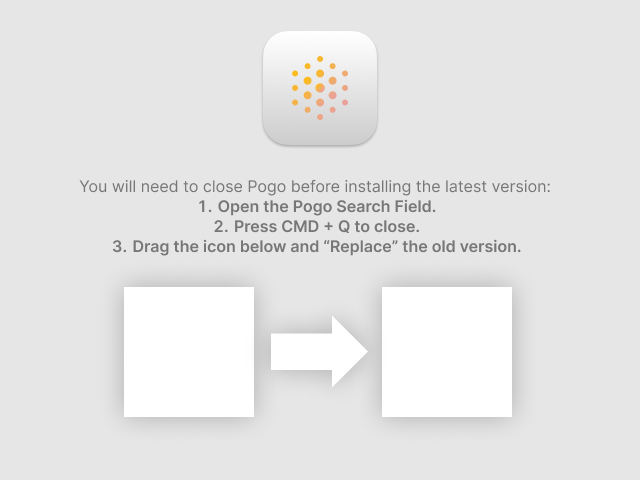 You will need to close Pogo before installing the latest version:
1. Open the Pogo Search Field.
2. Press CMD + Q to close.
3. Drag the icon below and “Replace” the old version.